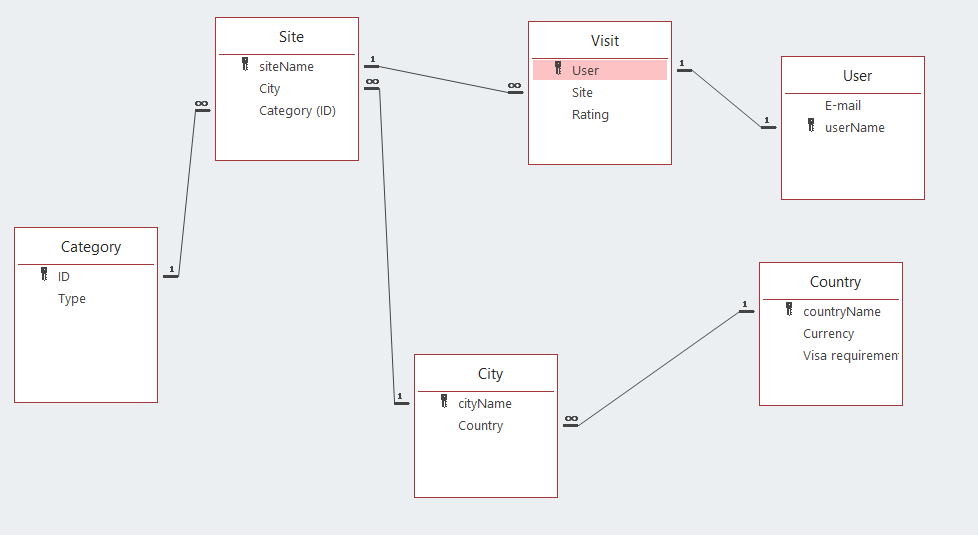 Site
siteName
City
Category (ID)
1
∞
∞
Visit
User
Site
Rating
∞
1
User
E-mail
userName
1
Category
ID
Type
1
Country
countryName
Currency
Visa requiremen
1
City
cityName
Country
1
∞